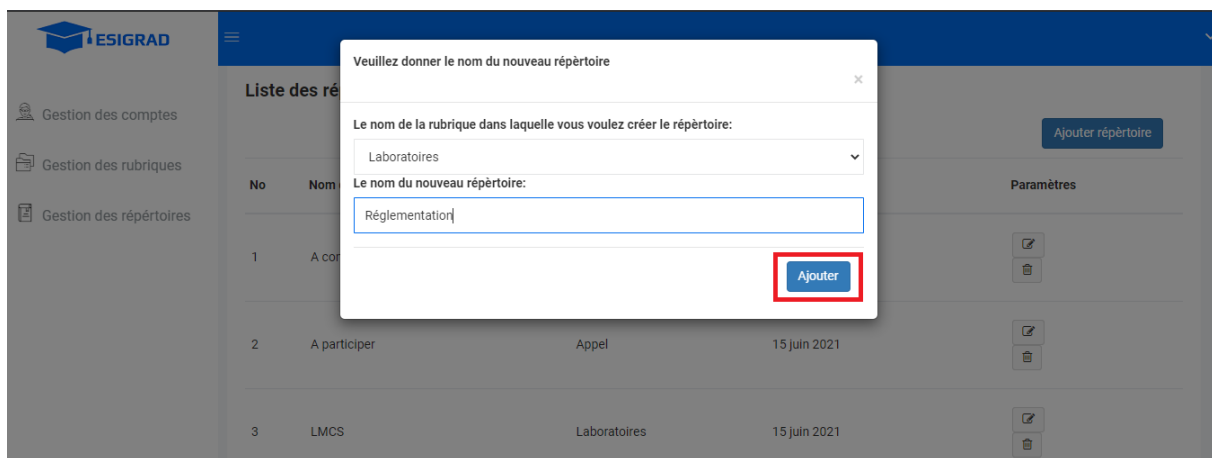 ESIGRAD
Veuillez donner le nom du nouveau répèrtoire
×
Liste des ré
Le nom de la rubrique dans laquelle vous voulez créer le répèrtoire:
Gestion des comptes
Ajouter répèrtoire
Laboratoires
Gestion des rubriques
Le nom du nouveau répèrtoire:
No Nom Paramètres
Gestion des répértoires
Réglementation
1 A cor
Ajouter
2 A participer Appel 15 juin 2021
3 LMCS Laboratoires 15 juin 2021